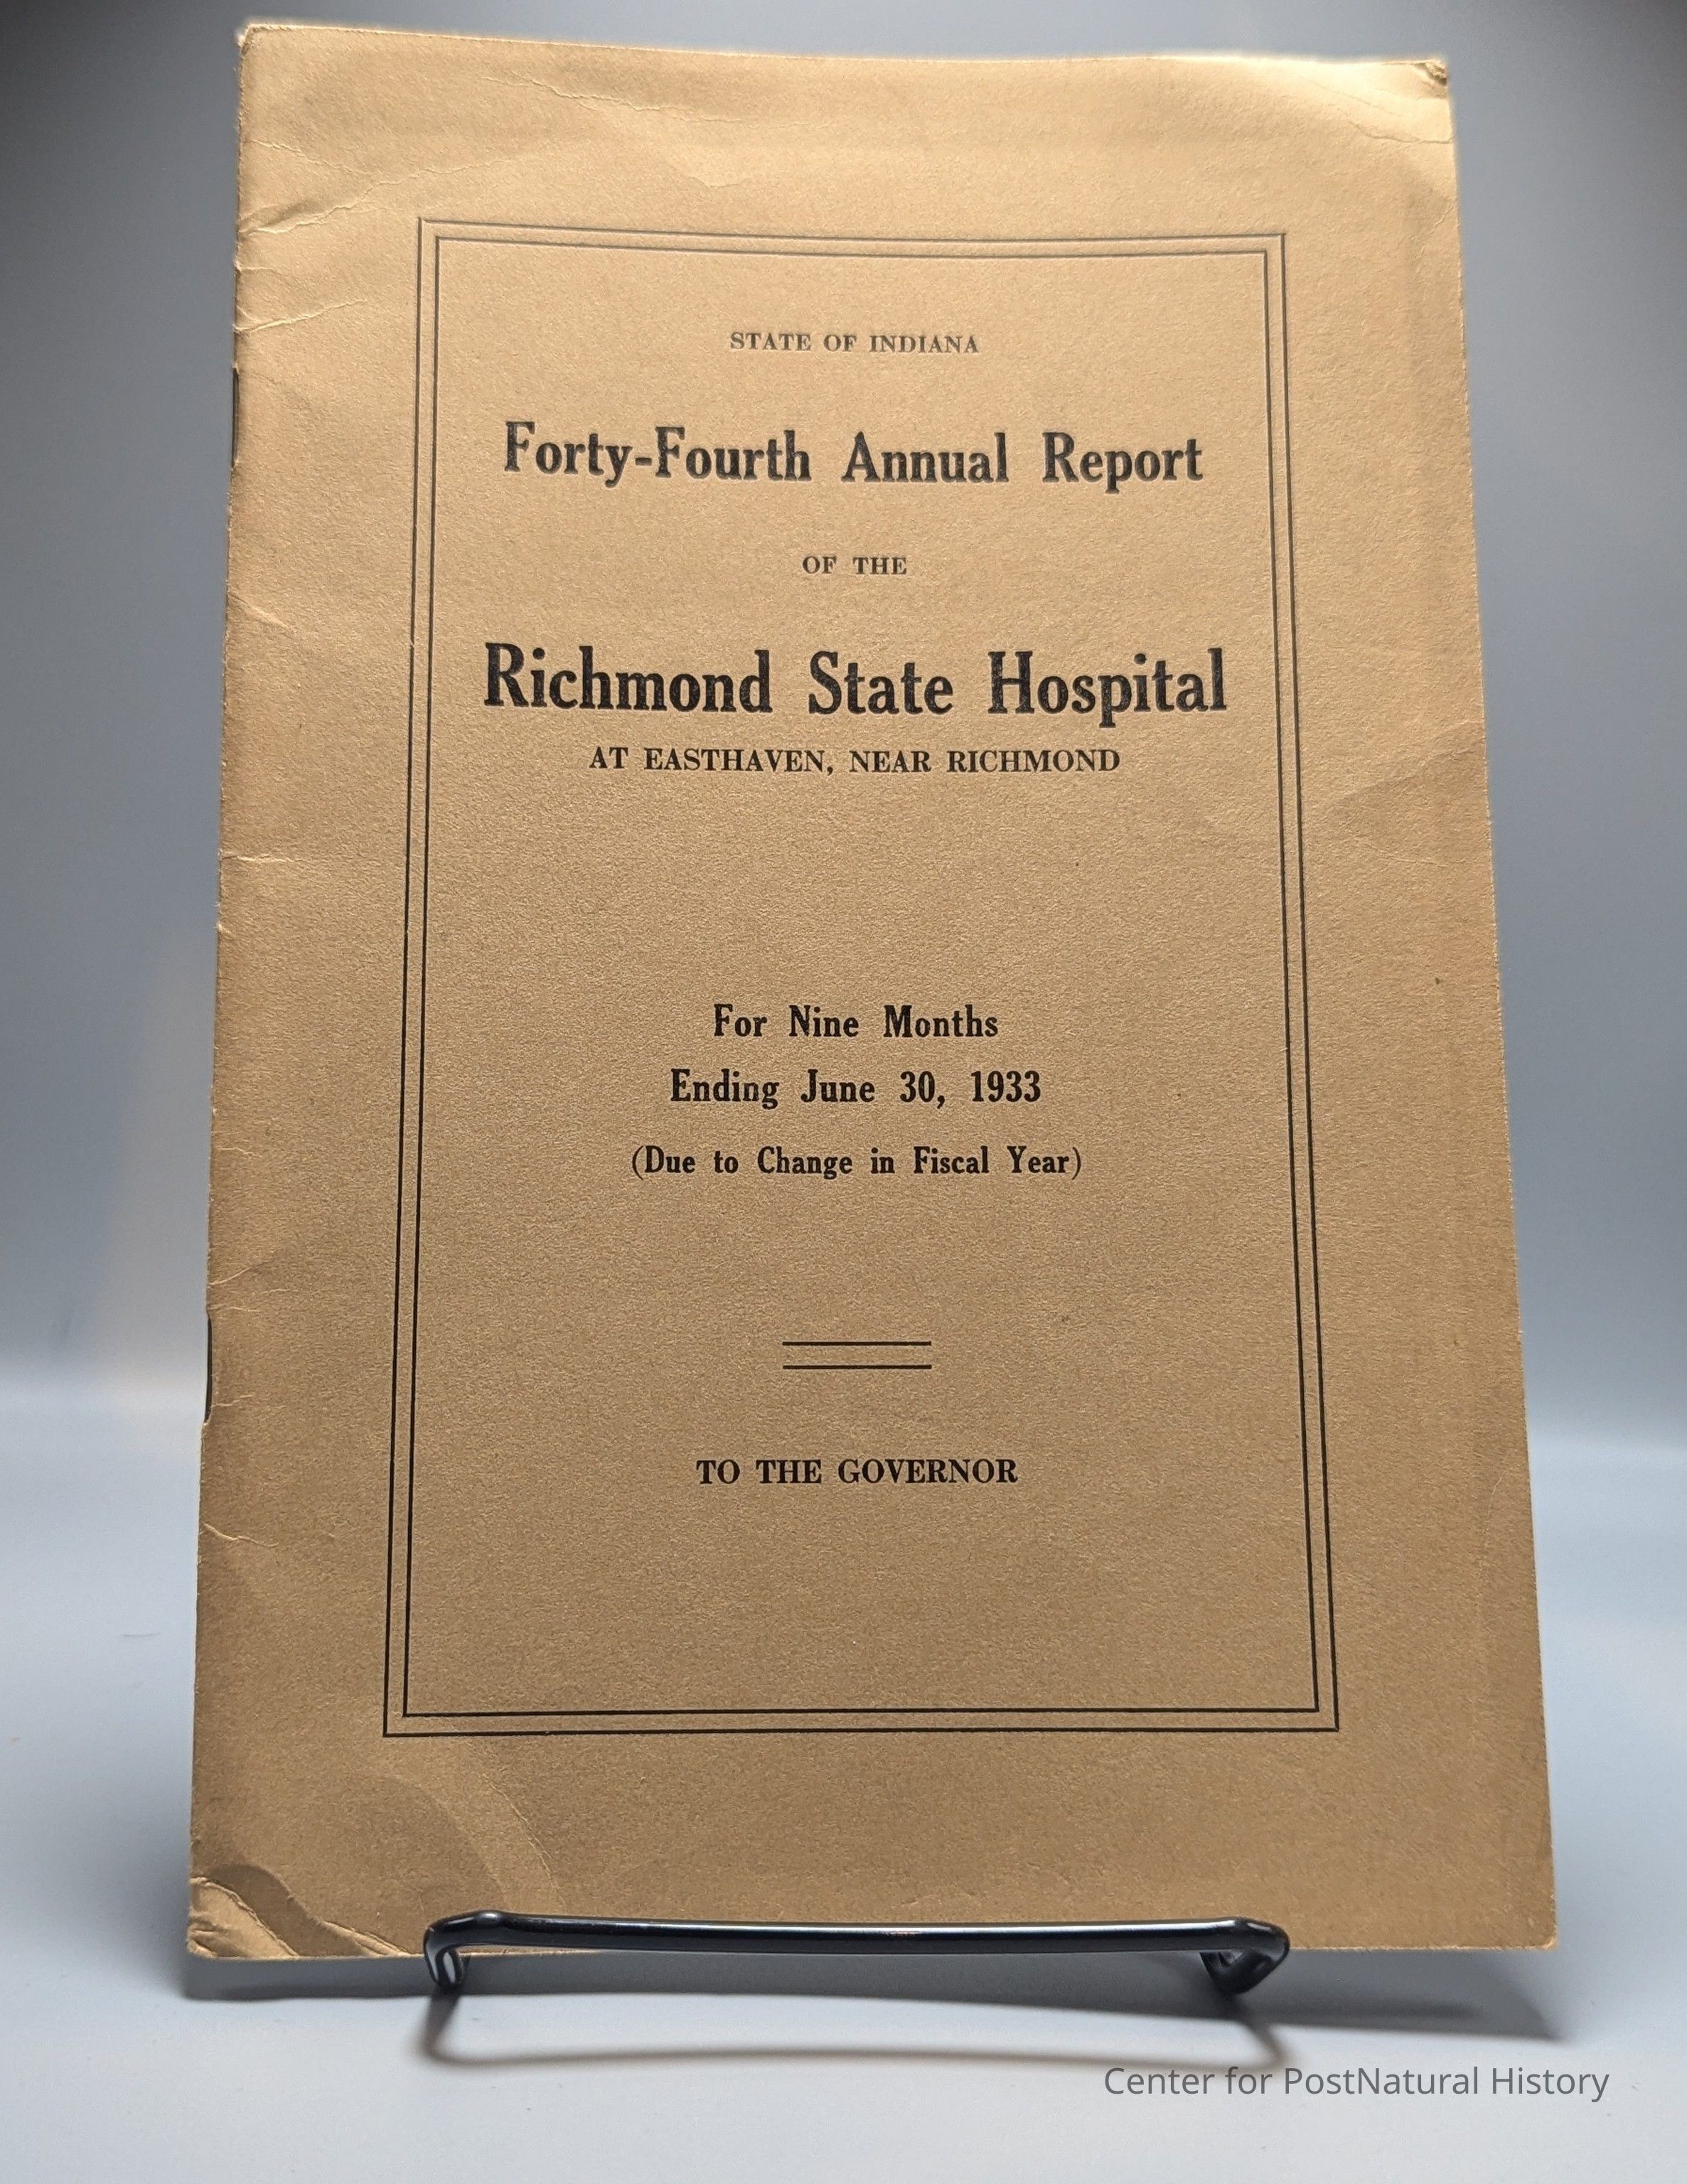 STATE OF INDIANA
Forty-Fourth Annual Report
OF THE
Richmond State Hospital
AT EASTHAVEN, NEAR RICHMOND
For Nine Months
Ending June 30, 1933
(Due to Change in Fiscal Year)
TO THE GOVERNOR
Center for PostNatural History